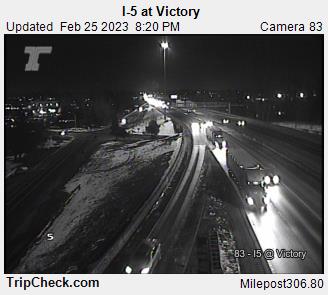 I-5 at Victory
Updated Feb 25 2023 8:20 PM Camera 83
T
S
83 - I5 @ Victory
TripCheck.com Milepost306.80